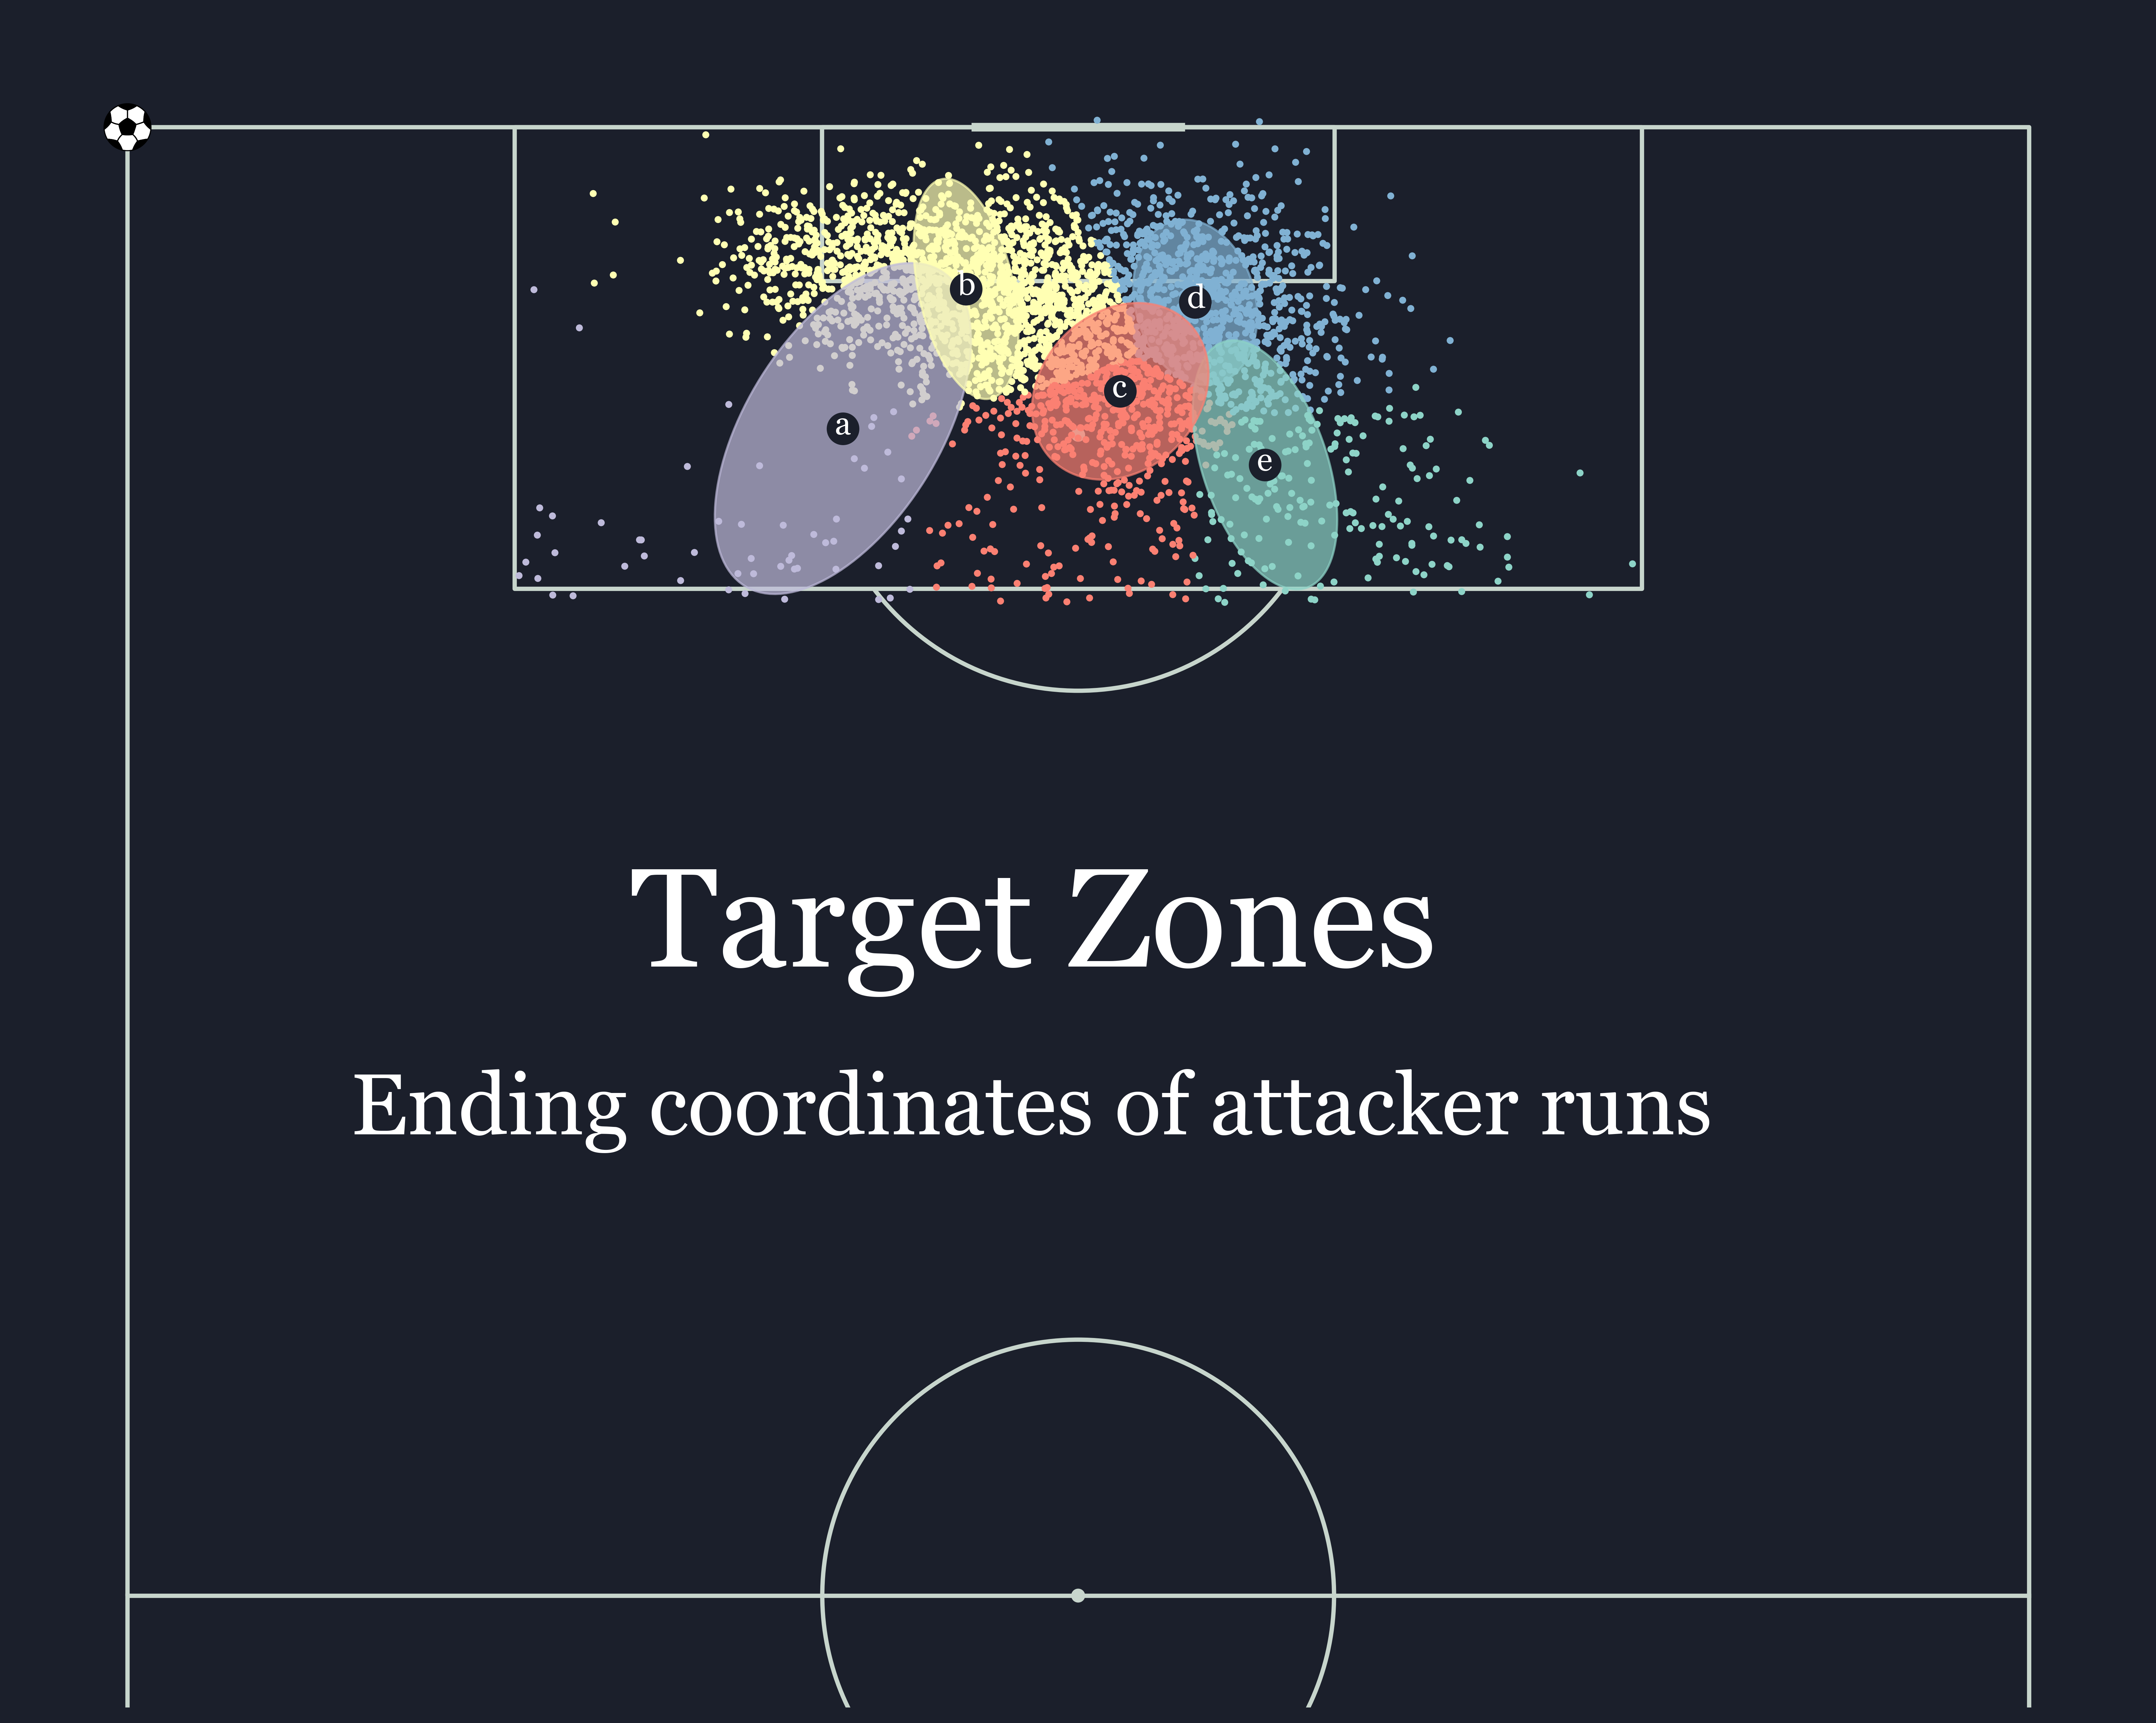 b
d
c
a
e
Target Zones
Ending coordinates of attacker runs